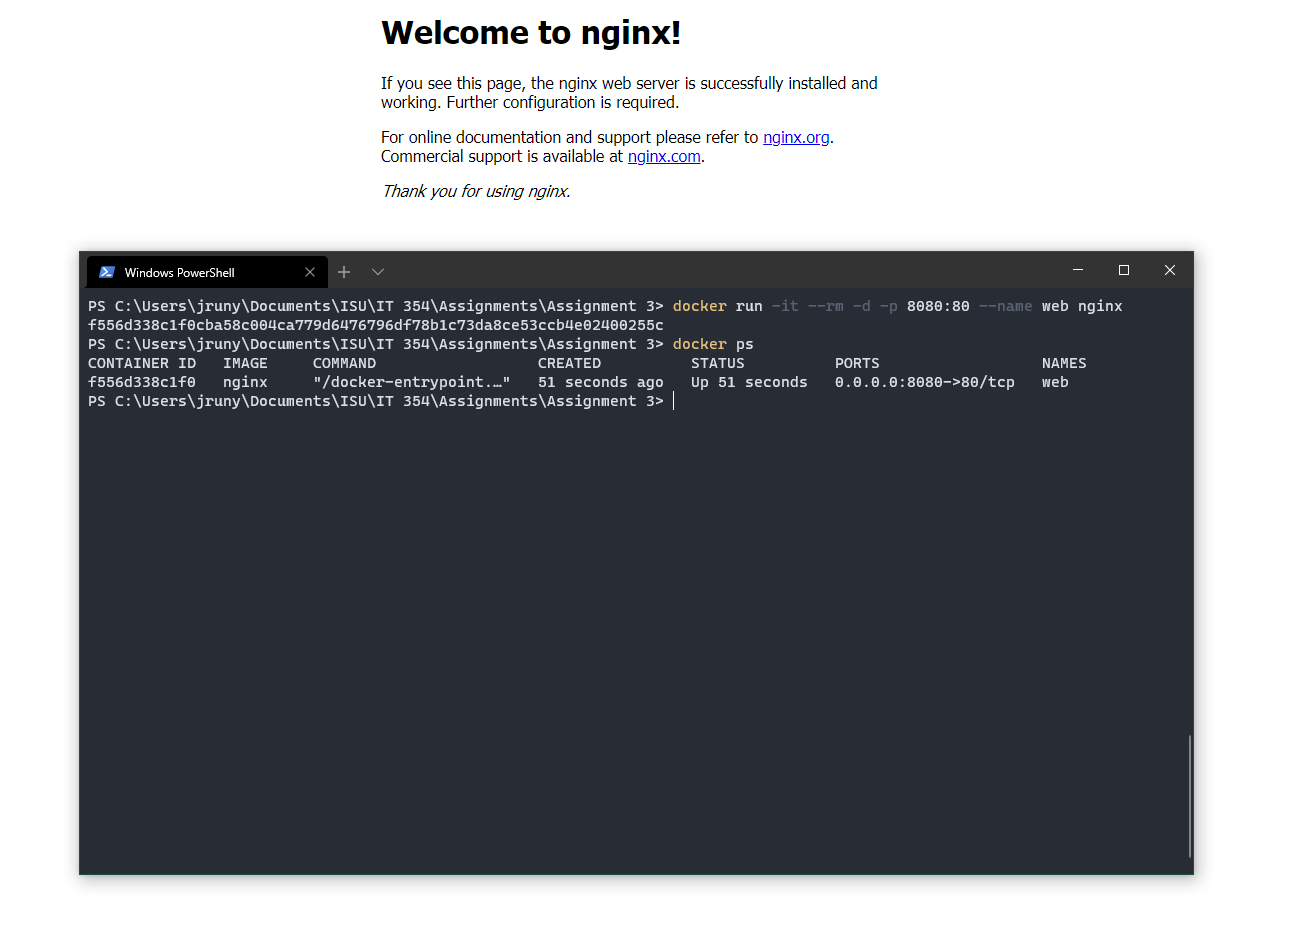 Welcome to nginx!
If you see this page, the nginx web server is successfully installed and
working. Further configuration is required.
For online documentation and support please refer to nginx.org.
Commercial support is available at nginx.com.
Thank you for using nginx.
Windows PowerShell
PS C:\Users\jruny\Documents\ISU\IT 354\Assignments\Assignment 3> docker run -it --rm -d -p 8080:80 --name web nginx
f556d338c1f0cba58c004ca779d6476796df78b1c73da8ce53ccb4e02400255c
PS C:\Users\jruny\Documents\ISU\IT 354\Assignments\Assignment 3> docker ps
CONTAINER ID   IMAGE     COMMAND                  CREATED          STATUS          PORTS                  NAMES
f556d338c1f0   nginx     "/docker-entrypoint.…"   51 seconds ago   Up 51 seconds   0.0.0.0:8080->80/tcp   web
PS C:\Users\jruny\Documents\ISU\IT 354\Assignments\Assignment 3>